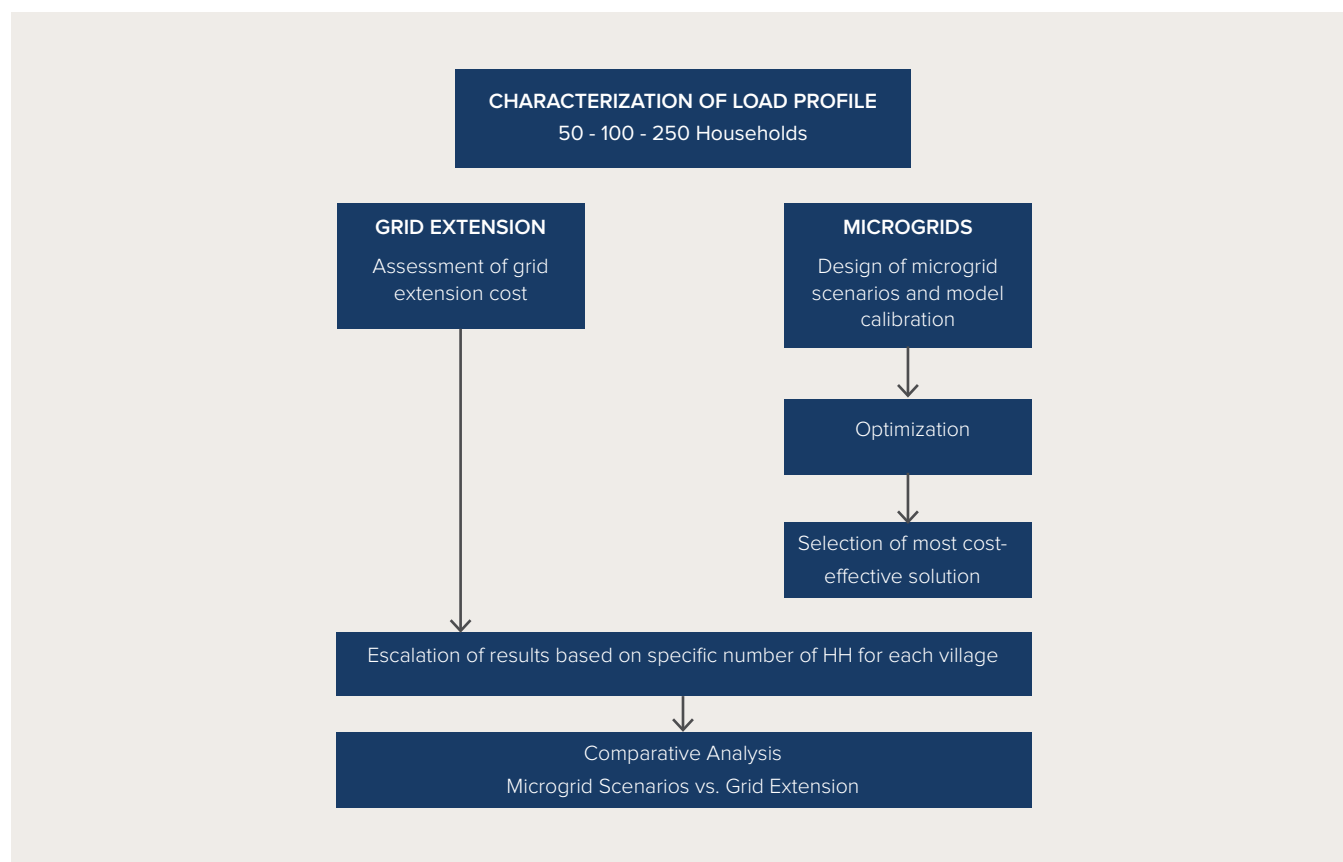 CHARACTERIZATION OF LOAD PROFILE
50 - 100 - 250 Households
GRID EXTENSION
Assessment of grid
extension cost
MICROGRIDS
Design of microgrid
scenarios and model
calibration
Optimization
Selection of most cost-
effective solution
Escalation of results based on specific number of HH for each village
Comparative Analysis
Microgrid Scenarios vs. Grid Extension